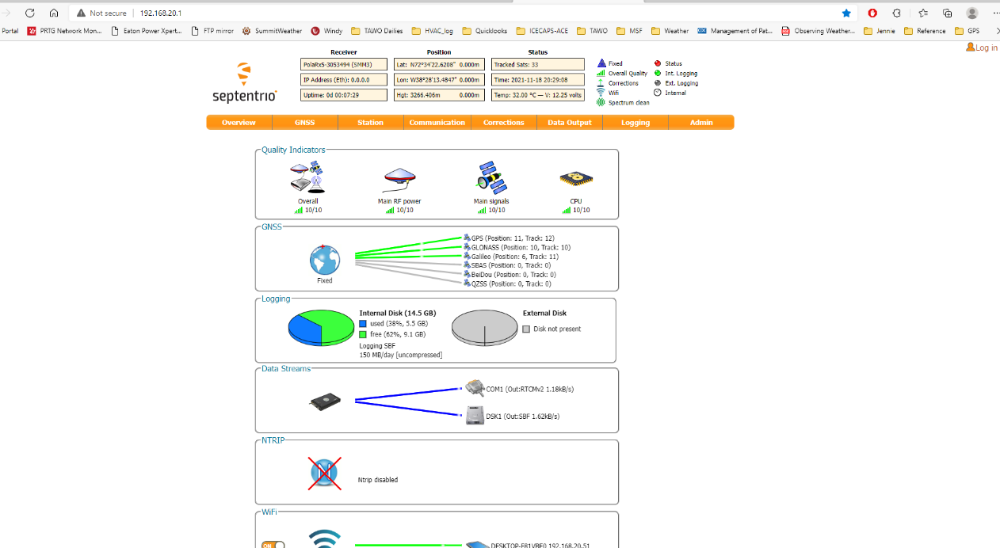 Not secure 192.168.20.1
Portal PRTG Network Mon... Eaton Power Xpert... FTP mirror SummitWeather Windy TAWO Dailies HVAC_log Quicklooks ICECAPS-ACE TAWO MSF Weather Management of Pat... Observing Weather... Jennie Reference GPS
Log in
septentrio
Receiver Position Status
PolaRx5-3053494 (SMM3) Lat: N72°34'22.6208" 0.000m Tracked Sats: 33
IP Address (Eth): 0.0.0.0 Lon: W38°28'13.4847" 0.000m Time: 2021-11-18 20:29:08
Uptime: 0d 00:07:29 Hgt: 3266.406m 0.000m Temp: 32.00 °C — V: 12.25 volts
Fixed Status
Overall Quality Int. Logging
Corrections Ext. Logging
Wifi Internal
Spectrum clean
Overview GNSS Station Communication Corrections Data Output Logging Admin
Quality Indicators
Overall Main RF power Main signals CPU
10/10 10/10 10/10 10/10
GNSS
Fixed
GPS (Position: 11, Track: 12)
GLONASS (Position: 10, Track: 10)
Galileo (Position: 6, Track: 11)
SBAS (Position: 0, Track: 0)
BeiDou (Position: 0, Track: 0)
QZSS (Position: 0, Track: 0)
Logging
Internal Disk (14.5 GB)
used (38%, 5.5 GB)
free (62%, 9.1 GB)
Logging SBF
150 MB/day [uncompressed]
External Disk
Disk not present
Data Streams
COM1 (Out:RTCMv2 1.18kB/s)
DSK1 (Out:SBF 1.62kB/s)
NTRIP
Ntrip disabled
WiFi
ON
DESKTOP-F81VBF0 192.168.20.51